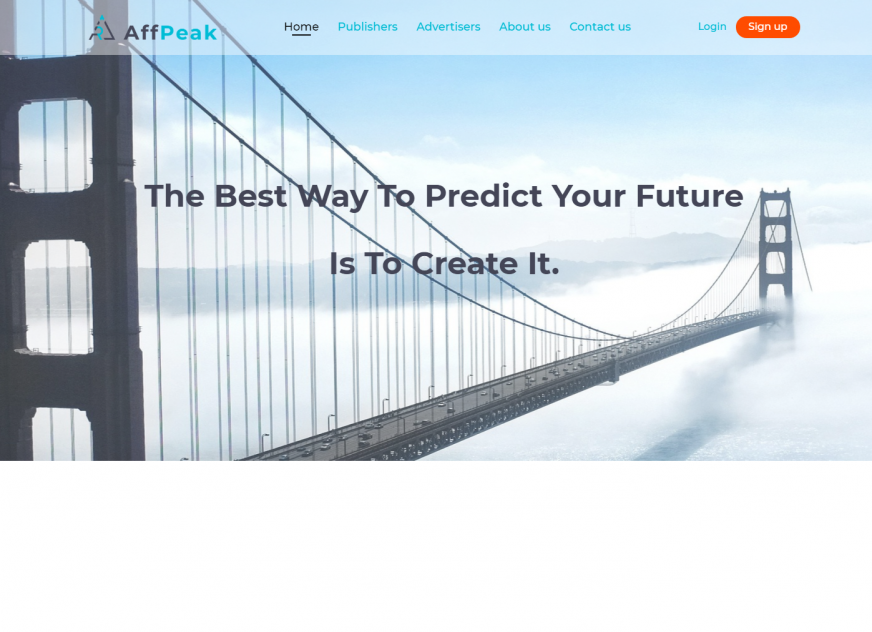 AffPeak
Home
Publishers
Advertisers
About us
Contact us
Login
Sign up
The Best Way To Predict Your Future
Is To Create It.